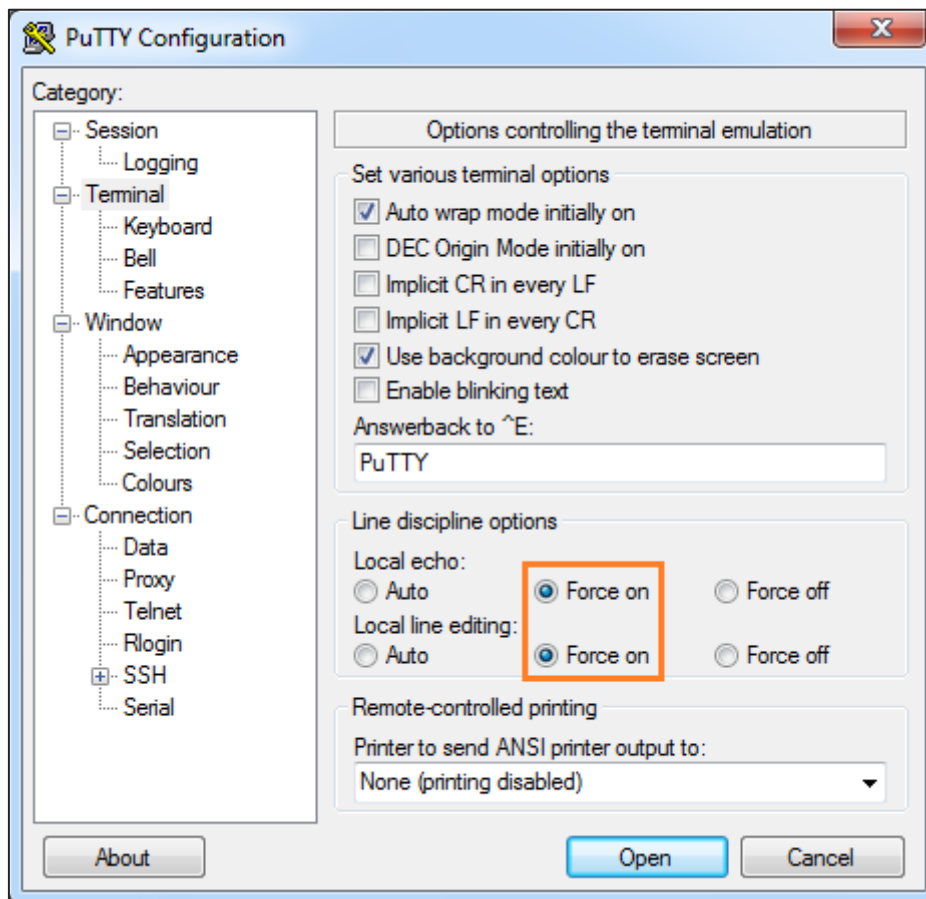 PuTTY Configuration
X
Category:
Session
Logging
Terminal
Keyboard
Bell
Features
Window
Appearance
Behaviour
Translation
Selection
Colours
Connection
Data
Proxy
Telnet
Rlogin
SSH
Serial
Options controlling the terminal emulation
Set various terminal options
Auto wrap mode initially on
DEC Origin Mode initially on
Implicit CR in every LF
Implicit LF in every CR
Use background colour to erase screen
Enable blinking text
Answerback to ^E:
PuTTY
Line discipline options
Local echo:
Auto Force on Force off
Local line editing:
Auto Force on Force off
Remote-controlled printing
Printer to send ANSI printer output to:
None (printing disabled)
About Open Cancel